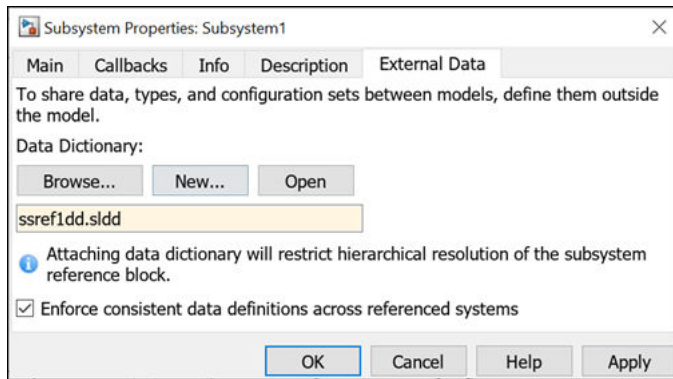 Subsystem Properties: Subsystem1
Main Callbacks Info Description External Data
To share data, types, and configuration sets between models, define them outside
the model.
Data Dictionary:
Browse... New... Open
ssref1dd.sldd
Attaching data dictionary will restrict hierarchical resolution of the subsystem
reference block.
Enforce consistent data definitions across referenced systems
OK Cancel Help Apply